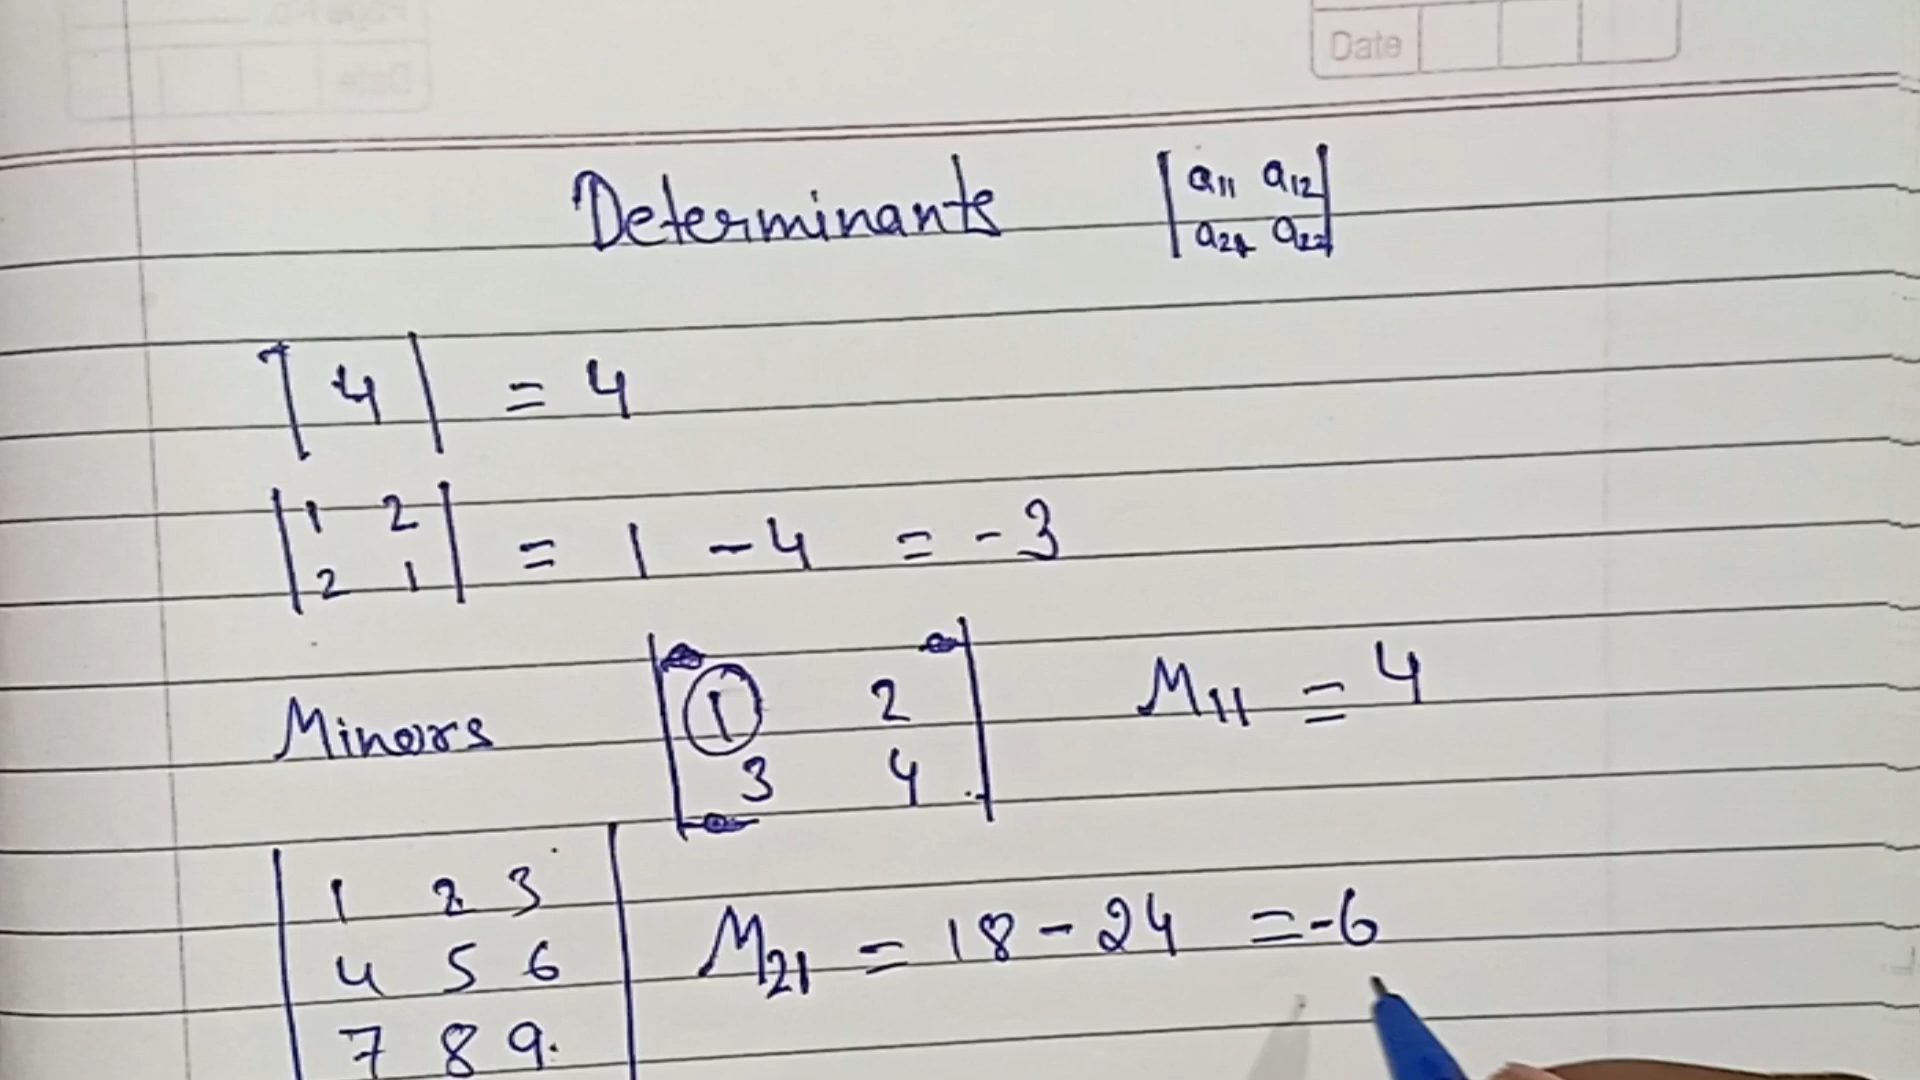 Date
Determinants | a11 a12 |
| a21 a22 |
| 4 | = 4
| 1 2 |
| 2 1 | = 1 - 4 = -3
Minors | 1 2 | M11 = 4
| 3 4 |
| 1 2 3 |
| 4 5 6 | M21 = 18 - 24 = -6
| 7 8 9. |